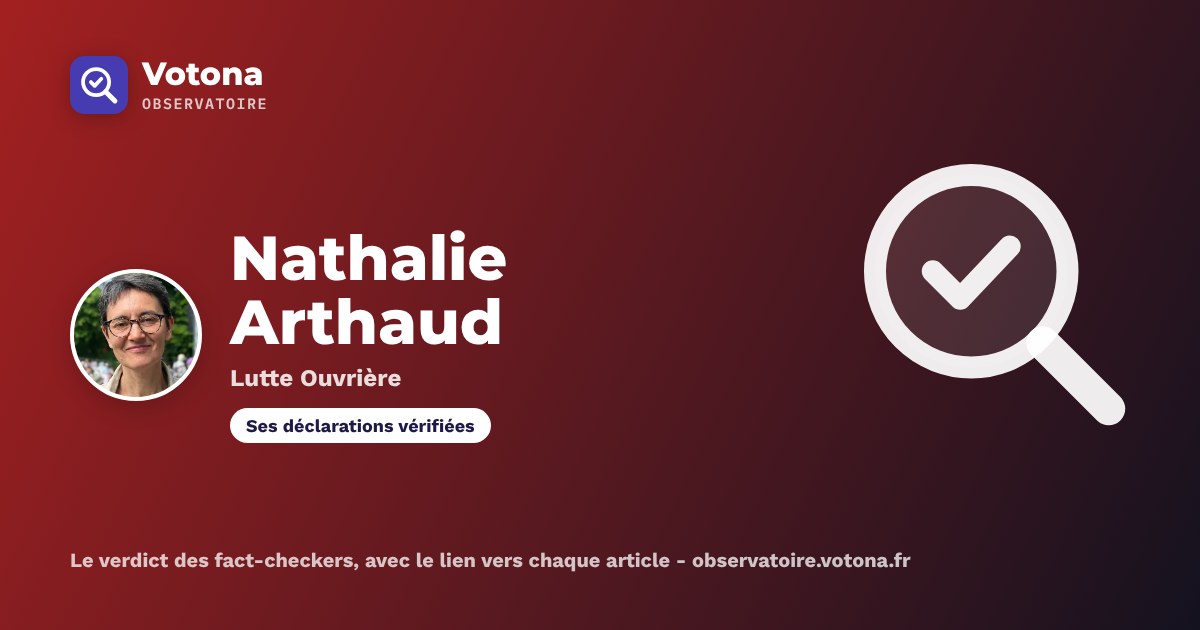 Votona
OBSERVATOIRE
Nathalie
Arthaud
Lutte Ouvrière
Ses déclarations vérifiées
Le verdict des fact-checkers, avec le lien vers chaque article - observatoire.votona.fr